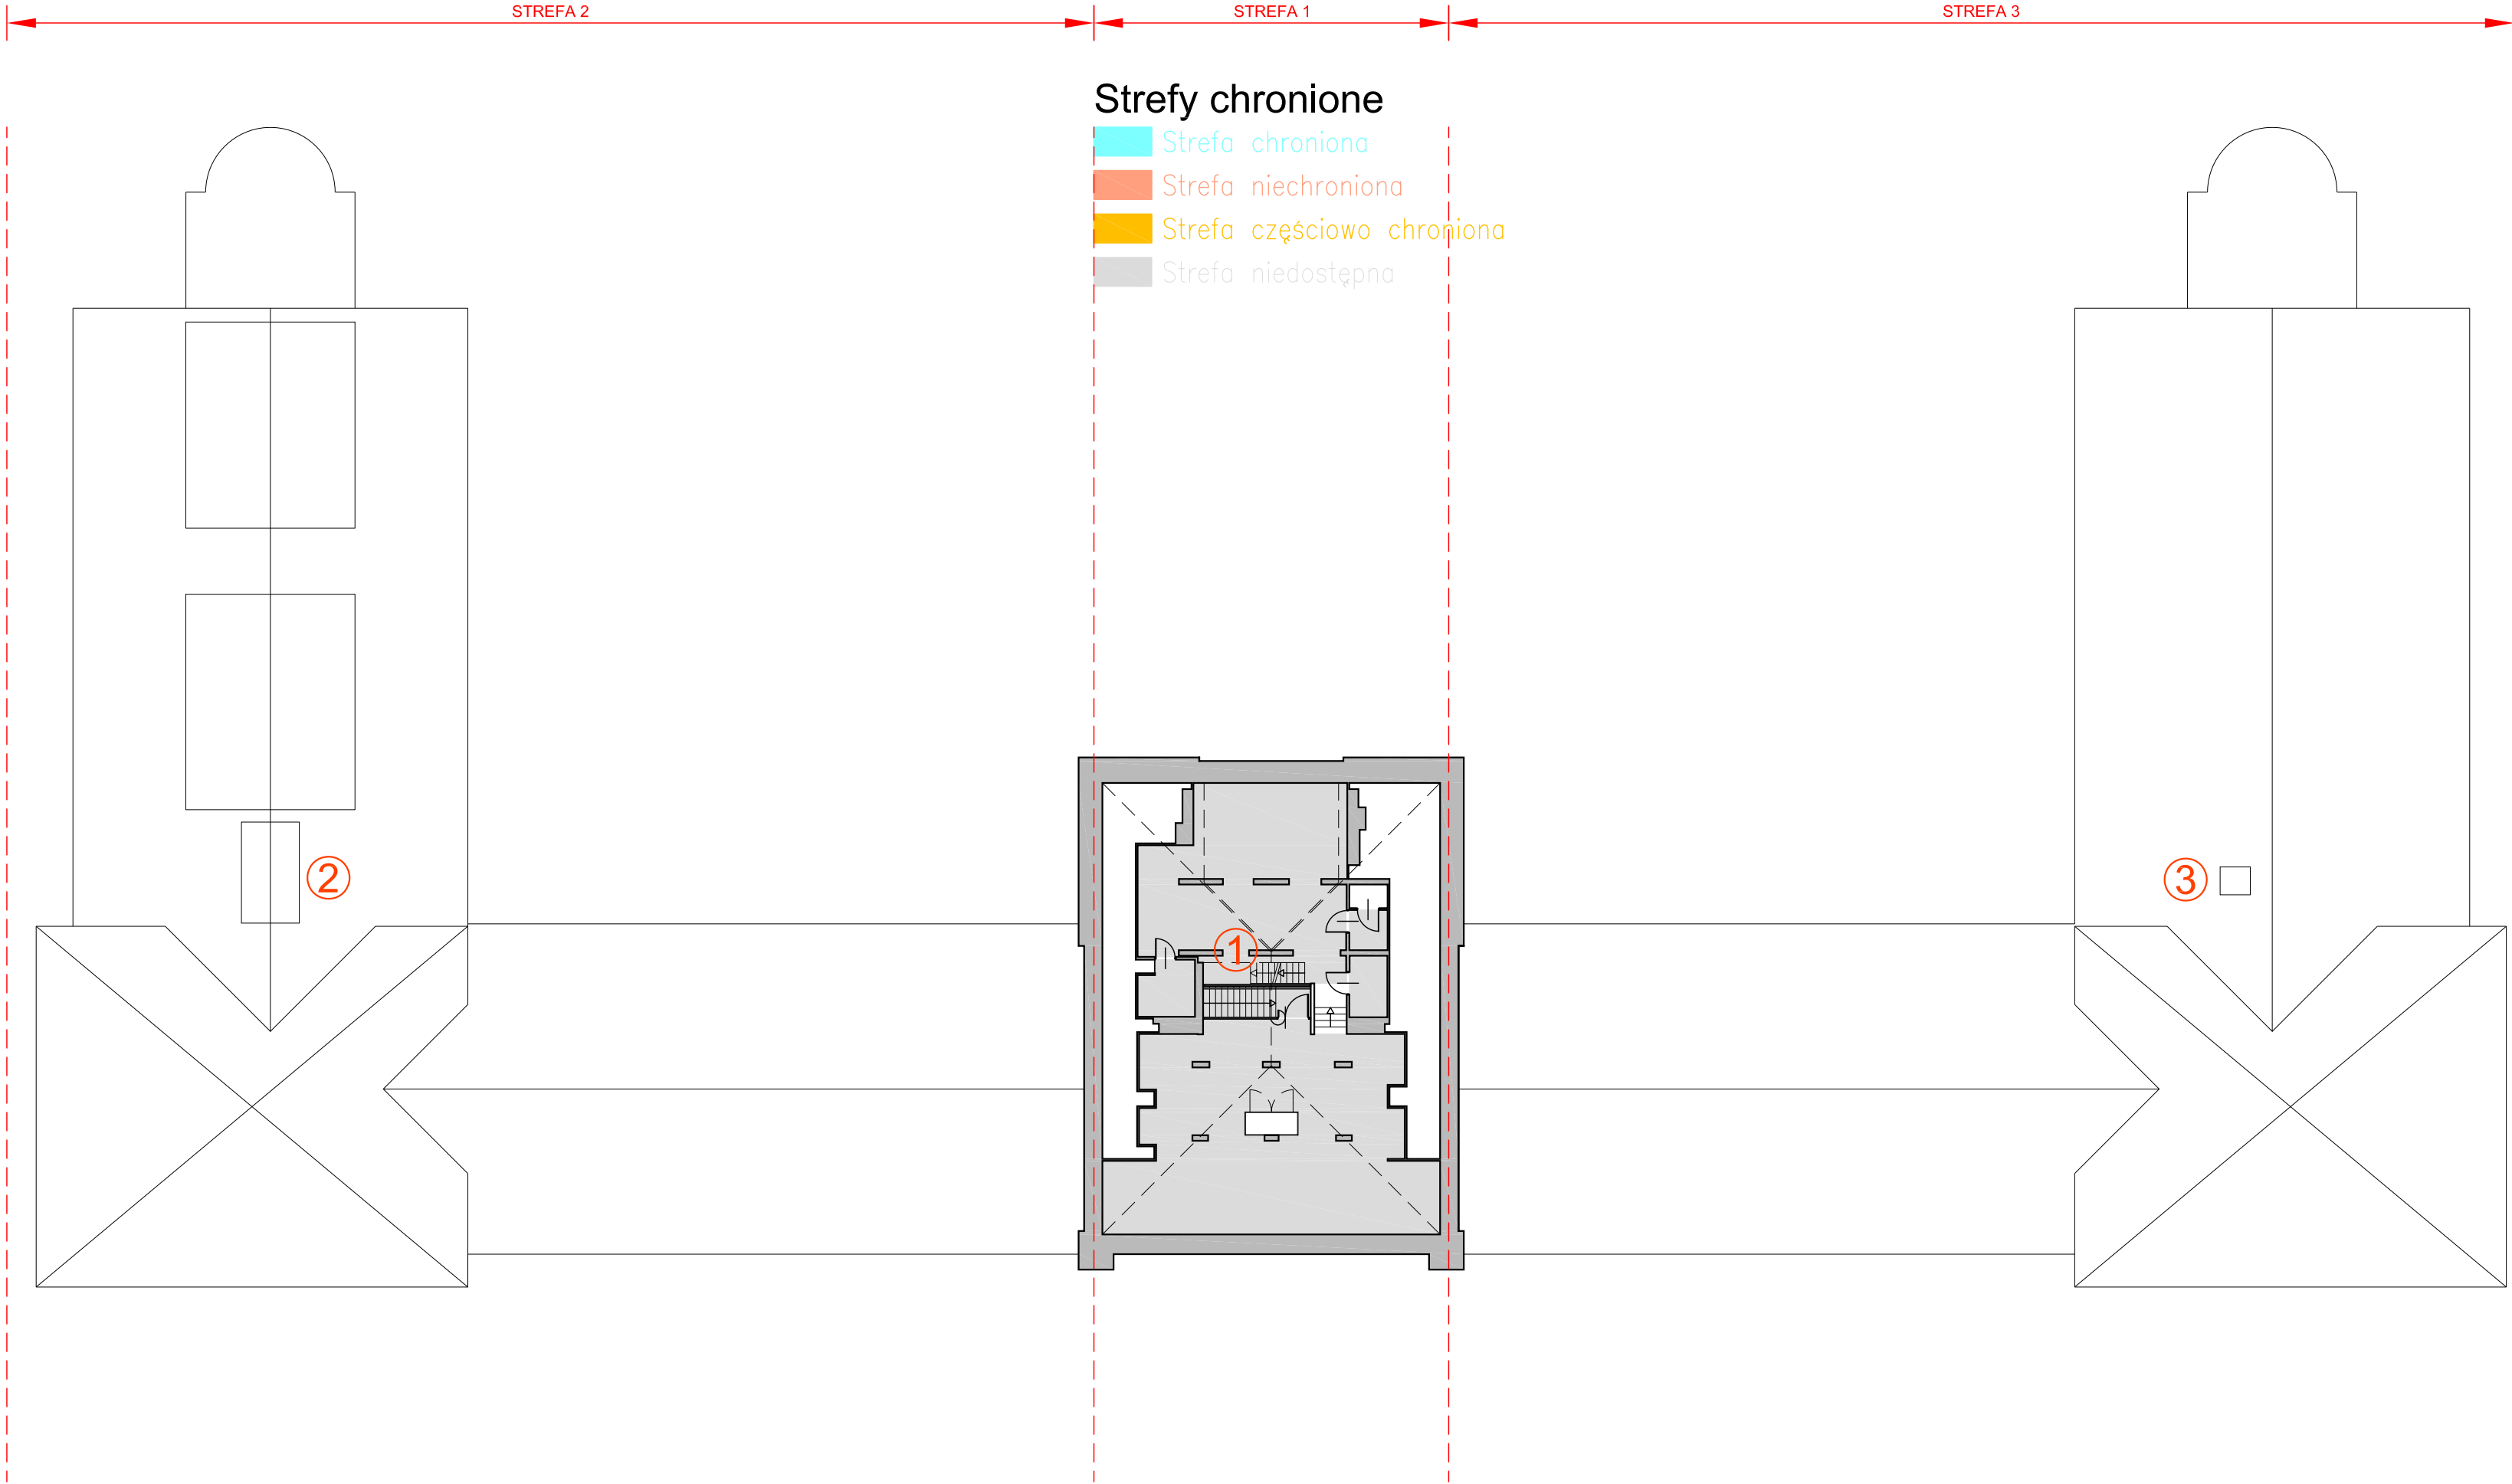 STREFA 2
STREFA 1
STREFA 3
Strefy chronione
Strefa chroniona
Strefa niechroniona
Strefa częściowo chroniona
Strefa niedostępna
2
3
1